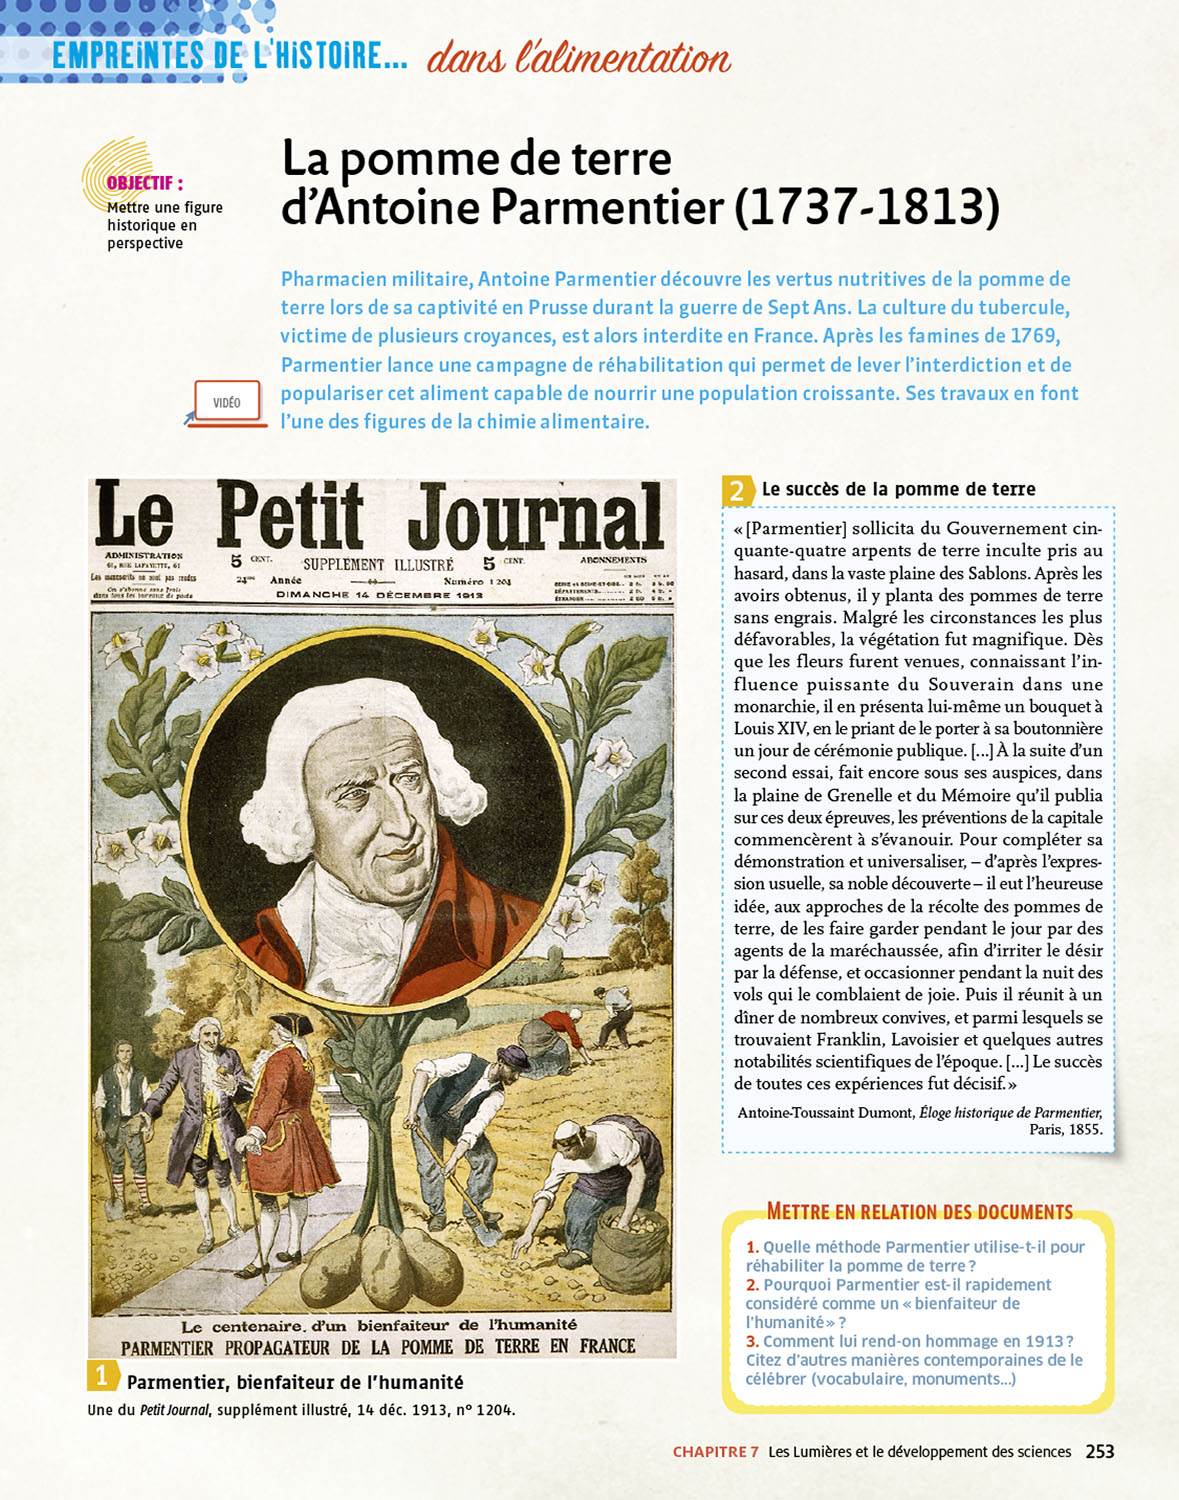 EMPREINTES DE L'HISTOIRE... dans l'alimentation
OBJECTIF :
Mettre une figure
historique en
perspective
La pomme de terre
d'Antoine Parmentier (1737-1813)
Pharmacien militaire, Antoine Parmentier découvre les vertus nutritives de la pomme de
terre lors de sa captivité en Prusse durant la guerre de Sept Ans. La culture du tubercule,
victime de plusieurs croyances, est alors interdite en France. Après les famines de 1769,
Parmentier lance une campagne de réhabilitation qui permet de lever l'interdiction et de
populariser cet aliment capable de nourrir une population croissante. Ses travaux en font
l'une des figures de la chimie alimentaire.
VIDÉO
Le Petit Journal
ADMINISTRATION
61, RUE LAFAYETTE, 61
Les manuscrits ne sont pas rendus
On s'abonne sans frais
dans tous les bureaux de poste
5 CENT. SUPPLÉMENT ILLUSTRÉ 5 CENT.
ABONNEMENTS
24me Année
Numéro 1 204
DIMANCHE 14 DÉCEMBRE 1913
SEINE ET SEINE-ET-OISE..
DÉPARTEMENTS
ÉTRANGER
Le centenaire d'un bienfaiteur de l'humanité
PARMENTIER PROPAGATEUR DE LA POMME DE TERRE EN FRANCE
1 Parmentier, bienfaiteur de l'humanité
Une du Petit Journal, supplément illustré, 14 déc. 1913, n° 1204.
2 Le succès de la pomme de terre
« [Parmentier] sollicita du Gouvernement cin-
quante-quatre arpents de terre inculte pris au
hasard, dans la vaste plaine des Sablons. Après les
avoirs obtenus, il y planta des pommes de terre
sans engrais. Malgré les circonstances les plus
défavorables, la végétation fut magnifique. Dès
que les fleurs furent venues, connaissant l'in-
fluence puissante du Souverain dans une
monarchie, il en présenta lui-même un bouquet à
Louis XIV, en le priant de le porter à sa boutonnière
un jour de cérémonie publique. [...] À la suite d'un
second essai, fait encore sous ses auspices, dans
la plaine de Grenelle et du Mémoire qu'il publia
sur ces deux épreuves, les préventions de la capitale
commencèrent à s'évanouir. Pour compléter sa
démonstration et universaliser, – d'après l'expres-
sion usuelle, sa noble découverte – il eut l'heureuse
idée, aux approches de la récolte des pommes de
terre, de les faire garder pendant le jour par des
agents de la maréchaussée, afin d'irriter le désir
par la défense, et occasionner pendant la nuit des
vols qui le comblaient de joie. Puis il réunit à un
dîner de nombreux convives, et parmi lesquels se
trouvaient Franklin, Lavoisier et quelques autres
notabilités scientifiques de l'époque. [...] Le succès
de toutes ces expériences fut décisif. »
Antoine-Toussaint Dumont, Éloge historique de Parmentier,
Paris, 1855.
METTRE EN RELATION DES DOCUMENTS
1. Quelle méthode Parmentier utilise-t-il pour
réhabiliter la pomme de terre ?
2. Pourquoi Parmentier est-il rapidement
considéré comme un « bienfaiteur de
l'humanité » ?
3. Comment lui rend-on hommage en 1913 ?
Citez d'autres manières contemporaines de le
célébrer (vocabulaire, monuments...)
CHAPITRE 7 Les Lumières et le développement des sciences 253